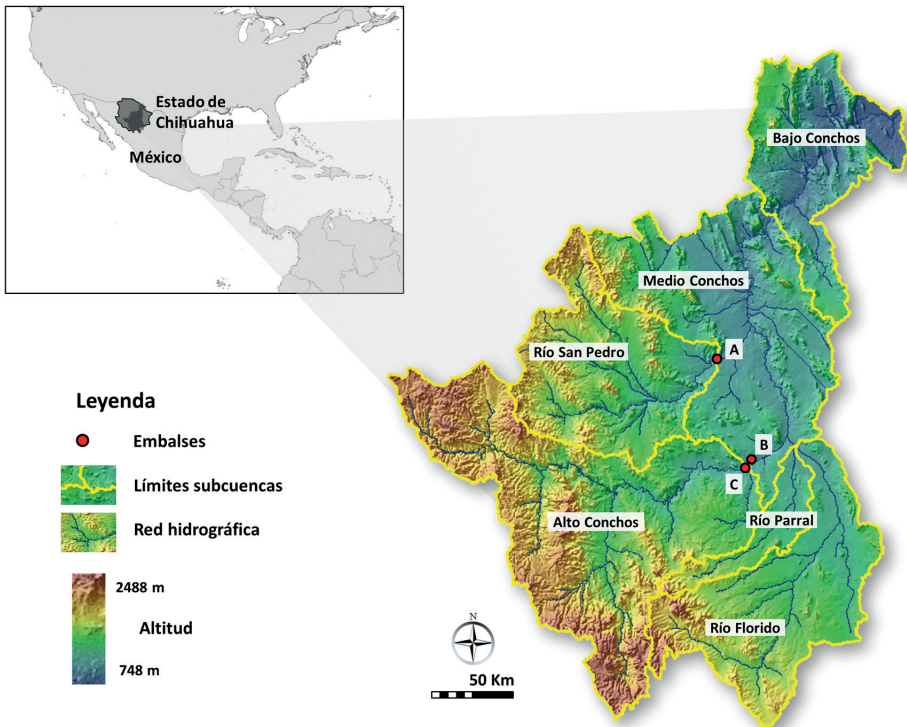 Estado de
Chihuahua
México
Bajo Conchos
Medio Conchos
Río San Pedro
A
B
C
Alto Conchos
Río Parral
Río Florido
Leyenda
Embalses
Límites subcuencas
Red hidrográfica
2488 m
Altitud
748 m
N
50 Km